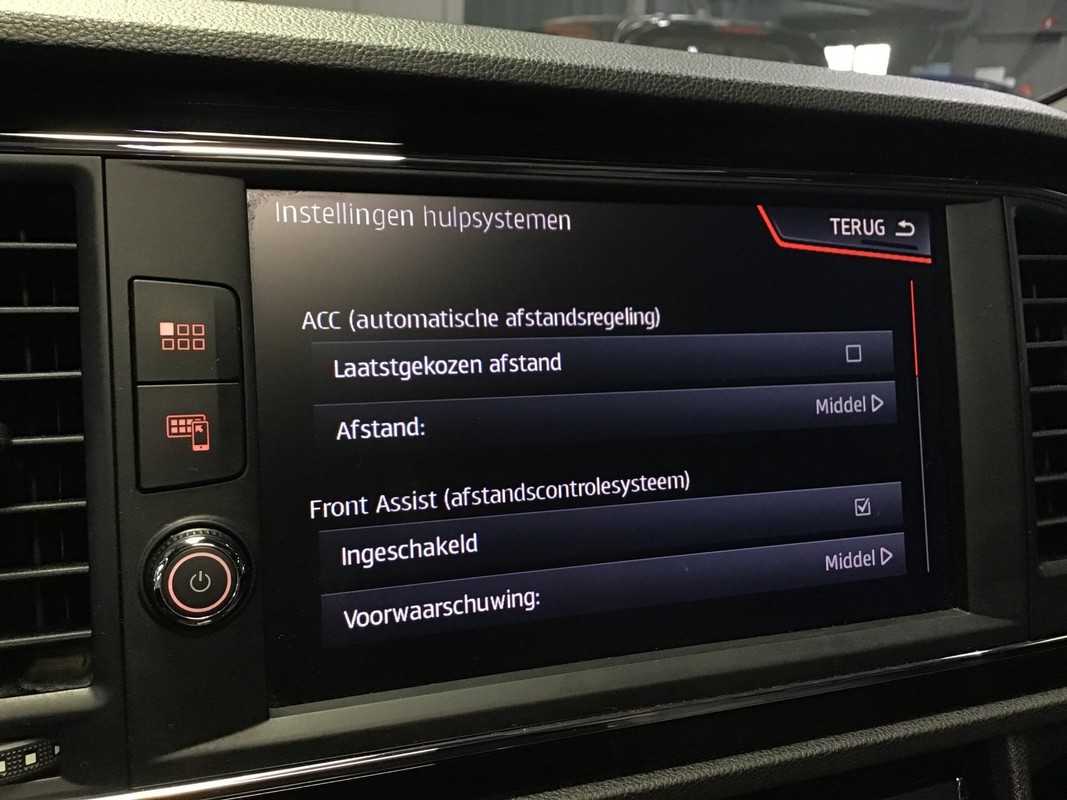 Instellingen hulpsystemen
TERUG
ACC (automatische afstandsregeling)
Laatstgekozen afstand
Afstand:
Middel
Front Assist (afstandscontrolesysteem)
Ingeschakeld
Voorwaarschuwing:
Middel